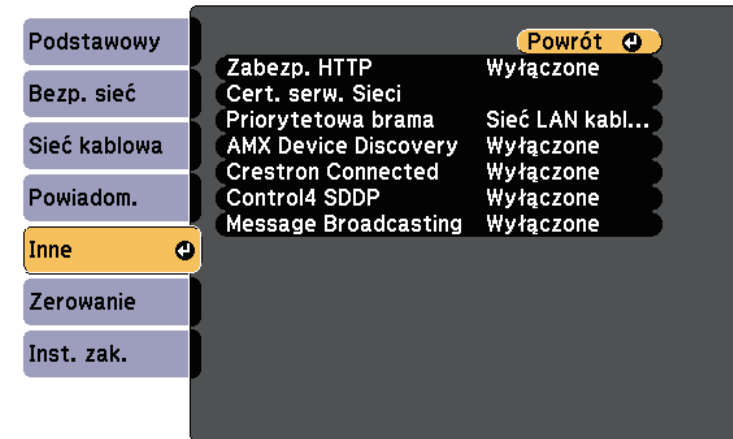 Podstawowy
Bezp. sieć
Sieć kablowa
Powiadom.
Inne
Zerowanie
Inst. zak.
Powrót
Zabezp. HTTP Wyłączone
Cert. serw. Sieci
Priorytetowa brama Sieć LAN kabl...
AMX Device Discovery Wyłączone
Crestron Connected Wyłączone
Control4 SDDP Wyłączone
Message Broadcasting Wyłączone